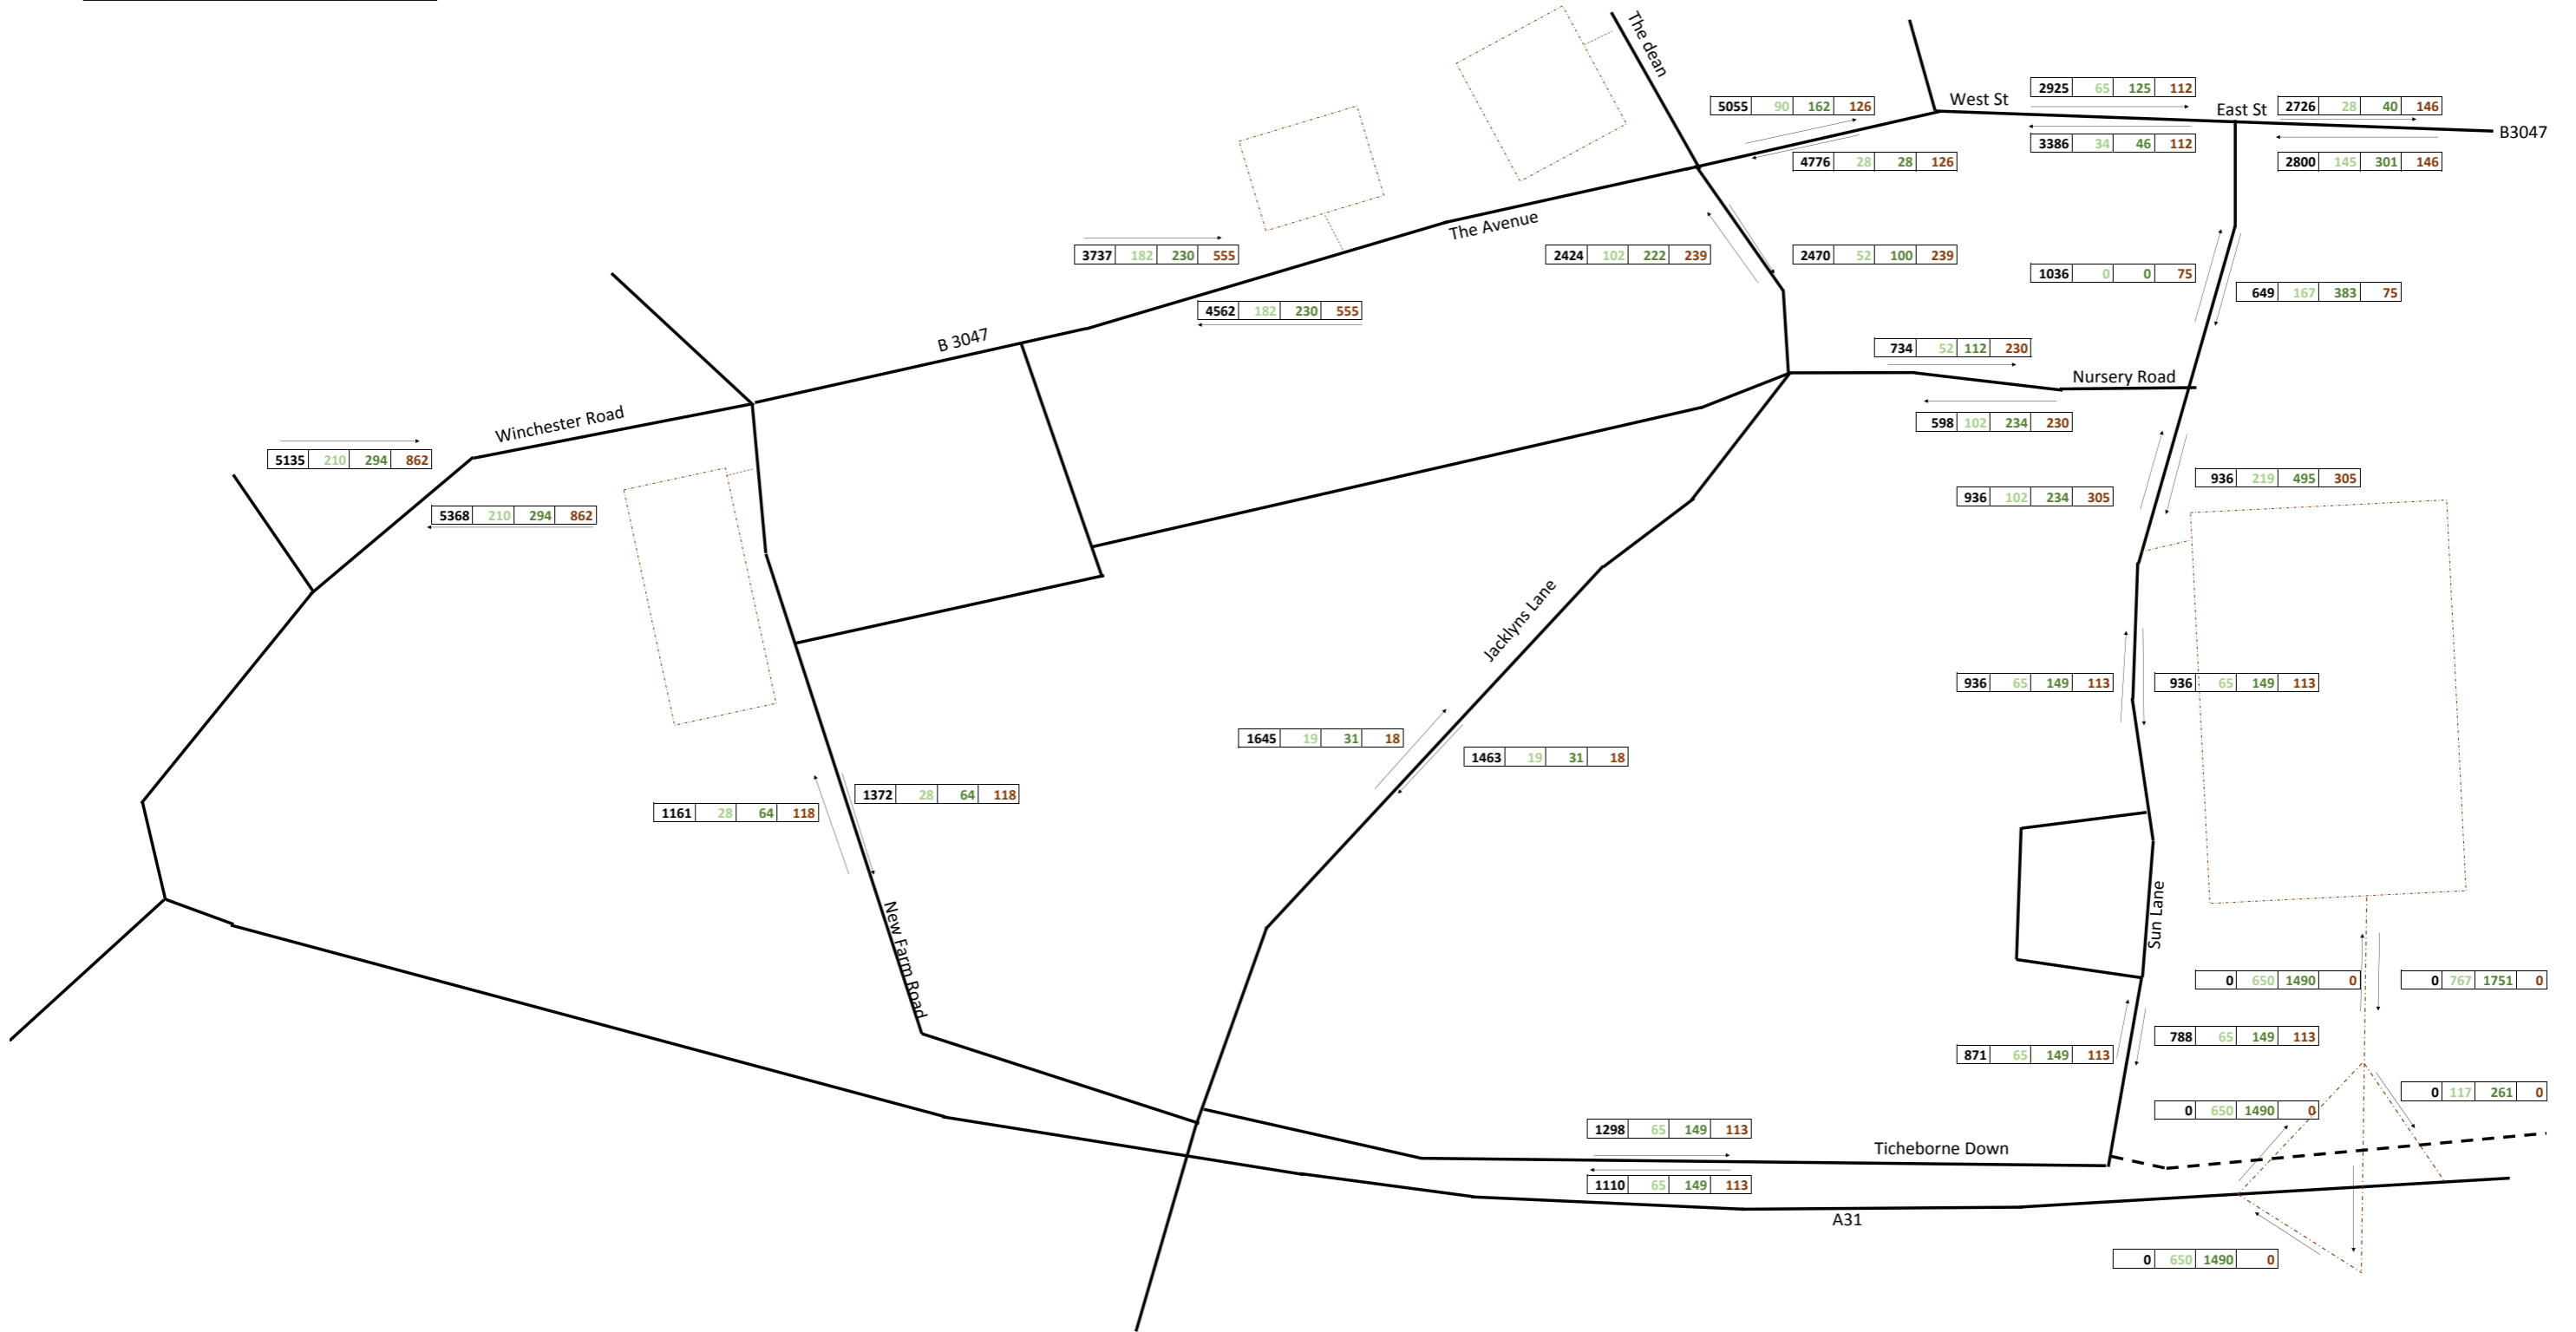 The dean
West St
2925 65 125 112
East St
2726 28 40 146
5055 90 162 126
B3047
3386 34 46 112
4776 28 28 126
2800 145 301 146
The Avenue
3737 182 230 555
2424 102 222 239
2470 52 100 239
1036 0 0 75
649 167 383 75
4562 182 230 555
B 3047
734 52 112 230
Nursery Road
Winchester Road
598 102 234 230
5135 210 294 862
936 219 495 305
936 102 234 305
5368 210 294 862
Jacklyns Lane
936 65 149 113
936 65 149 113
1645 19 31 18
1463 19 31 18
1372 28 64 118
1161 28 64 118
New Farm Road
Sun Lane
0 650 1490 0
0 767 1751 0
788 65 149 113
871 65 149 113
0 117 261 0
0 650 1490 0
1298 65 149 113
Ticheborne Down
1110 65 149 113
A31
0 650 1490 0